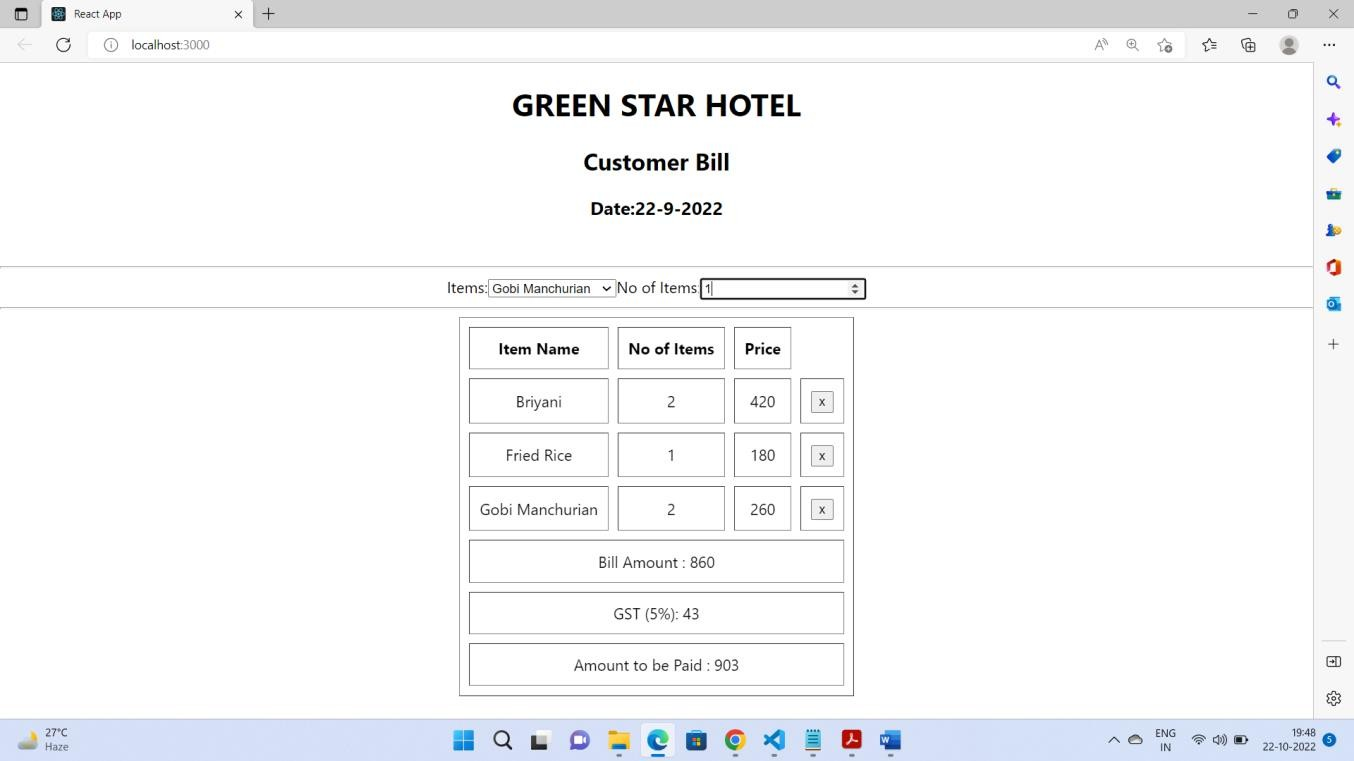 React App
localhost:3000
GREEN STAR HOTEL
Customer Bill
Date:22-9-2022
Items: Gobi Manchurian No of Items: 1
Item Name No of Items Price
Briyani 2 420 x
Fried Rice 1 180 x
Gobi Manchurian 2 260 x
Bill Amount : 860
GST (5%): 43
Amount to be Paid : 903
27°C
Haze
ENG
IN
19:48
22-10-2022
5